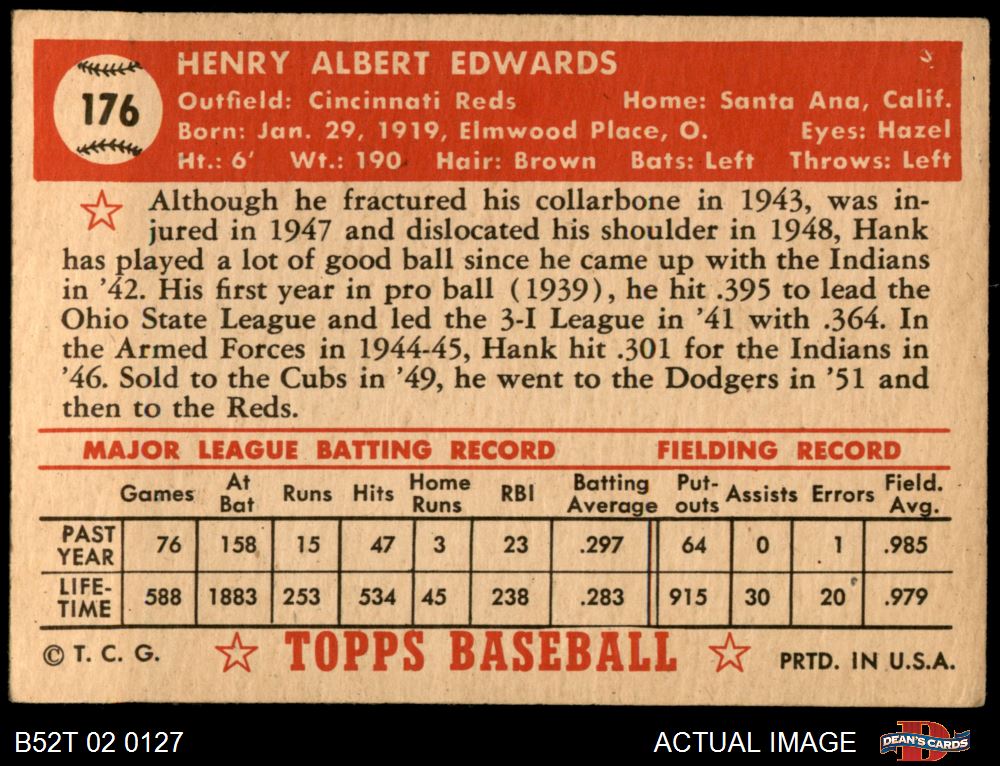 176
HENRY ALBERT EDWARDS
Outfield: Cincinnati Reds Home: Santa Ana, Calif.
Born: Jan. 29, 1919, Elmwood Place, O. Eyes: Hazel
Ht.: 6' Wt.: 190 Hair: Brown Bats: Left Throws: Left
Although he fractured his collarbone in 1943, was in-
jured in 1947 and dislocated his shoulder in 1948, Hank
has played a lot of good ball since he came up with the Indians
in '42. His first year in pro ball (1939), he hit .395 to lead the
Ohio State League and led the 3-I League in '41 with .364. In
the Armed Forces in 1944-45, Hank hit .301 for the Indians in
'46. Sold to the Cubs in '49, he went to the Dodgers in '51 and
then to the Reds.
MAJOR LEAGUE BATTING RECORD FIELDING RECORD
Games At Bat Runs Hits Home Runs RBI Batting Average Put-outs Assists Errors Field. Avg.
PAST YEAR 76 158 15 47 3 23 .297 64 0 1 .985
LIFE-TIME 588 1883 253 534 45 238 .283 915 30 20 .979
© T. C. G. TOPPS BASEBALL PRTD. IN U.S.A.
B52T 02 0127 ACTUAL IMAGE D DEAN'S CARDS